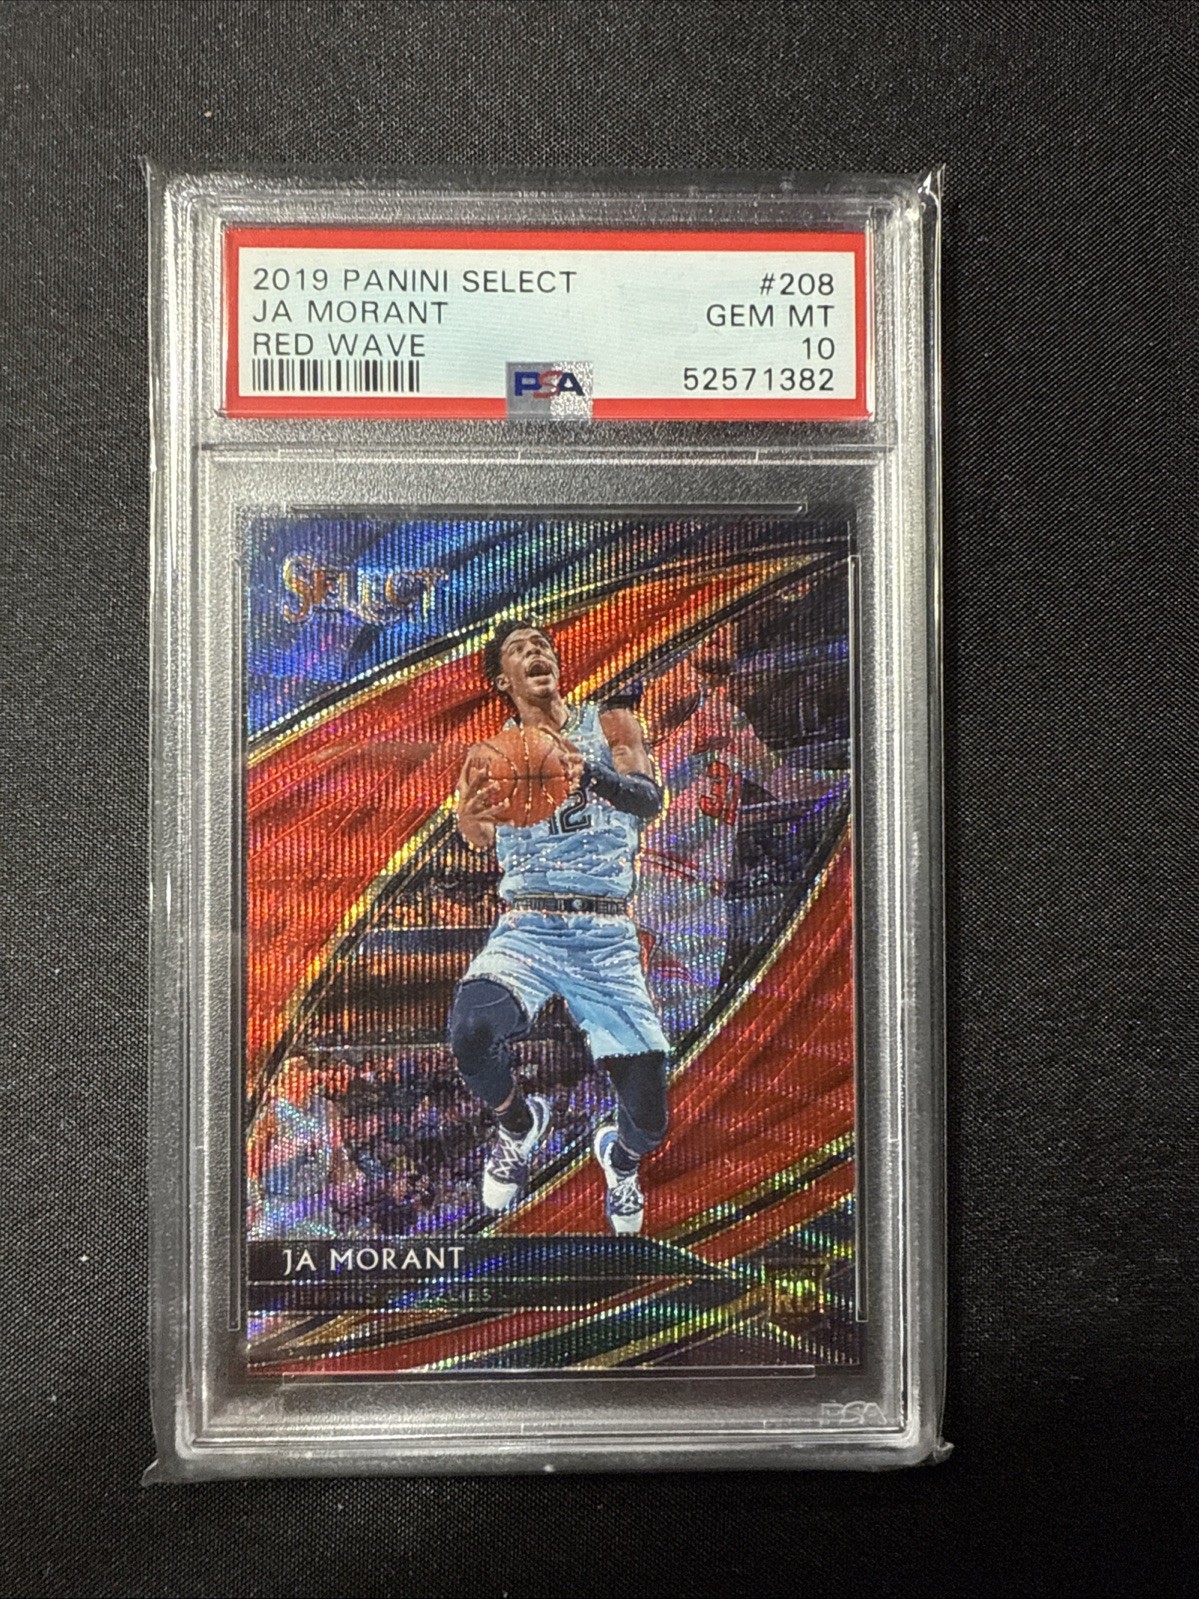 2019 PANINI SELECT #208
JA MORANT GEM MT
RED WAVE 10
PSA 52571382
SELECT
31
12
JA MORANT
RC
PSA